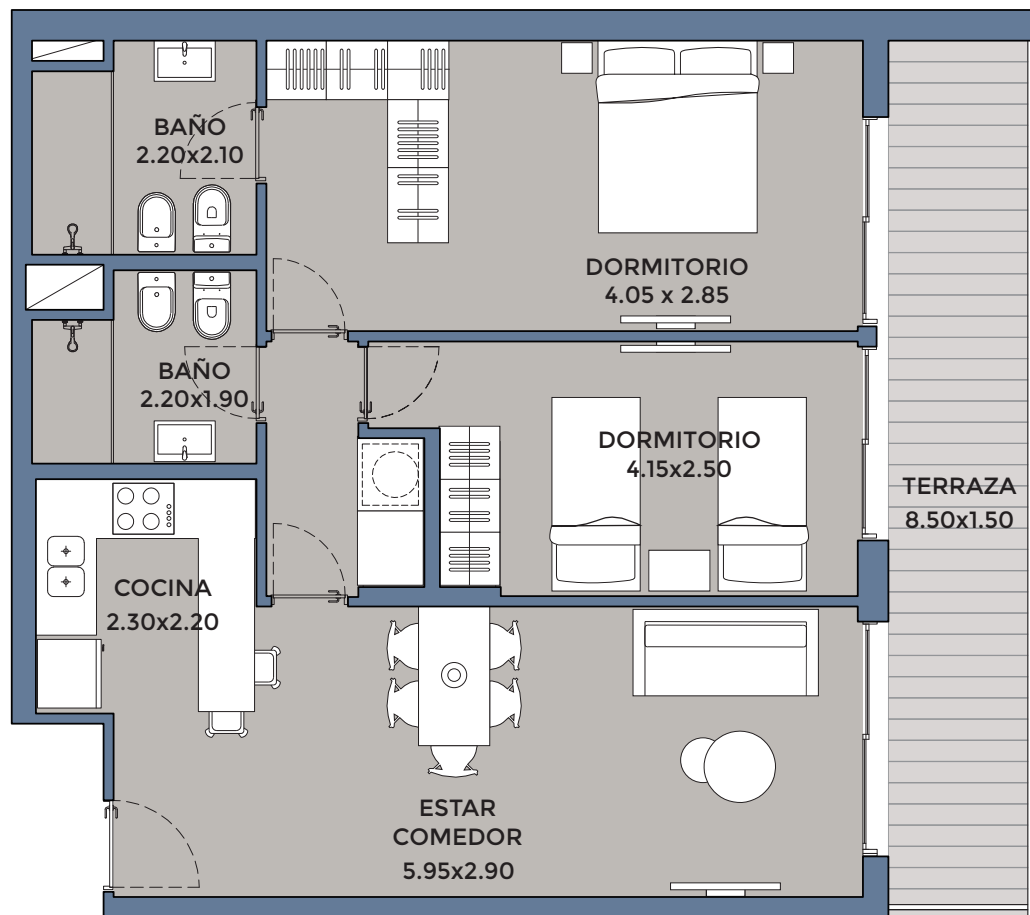 BAÑO
2.20x2.10
DORMITORIO
4.05 x 2.85
BAÑO
2.20x1.90
DORMITORIO
4.15x2.50
TERRAZA
8.50x1.50
COCINA
2.30x2.20
ESTAR
COMEDOR
5.95x2.90